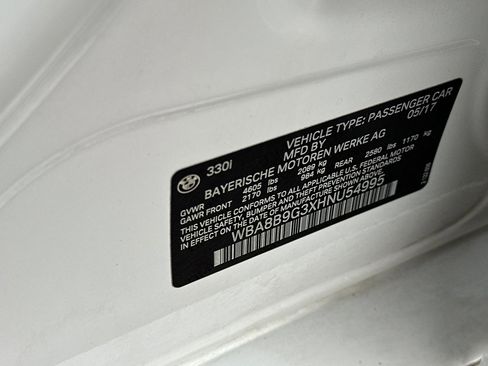 330i
VEHICLE TYPE: PASSENGER CAR
MFD BY 05/17
BAYERISCHE MOTOREN WERKE AG
GVWR 4605 lbs 2089 kg
GAWR FRONT 2170 lbs 984 kg REAR 2580 lbs 1170 kg
THIS VEHICLE CONFORMS TO ALL APPLICABLE U.S. FEDERAL MOTOR
VEHICLE SAFETY, BUMPER, AND THEFT PREVENTION STANDARDS
IN EFFECT ON THE DATE OF MANUFACTURE SHOWN ABOVE.
WBA8B9G3XHNU54995